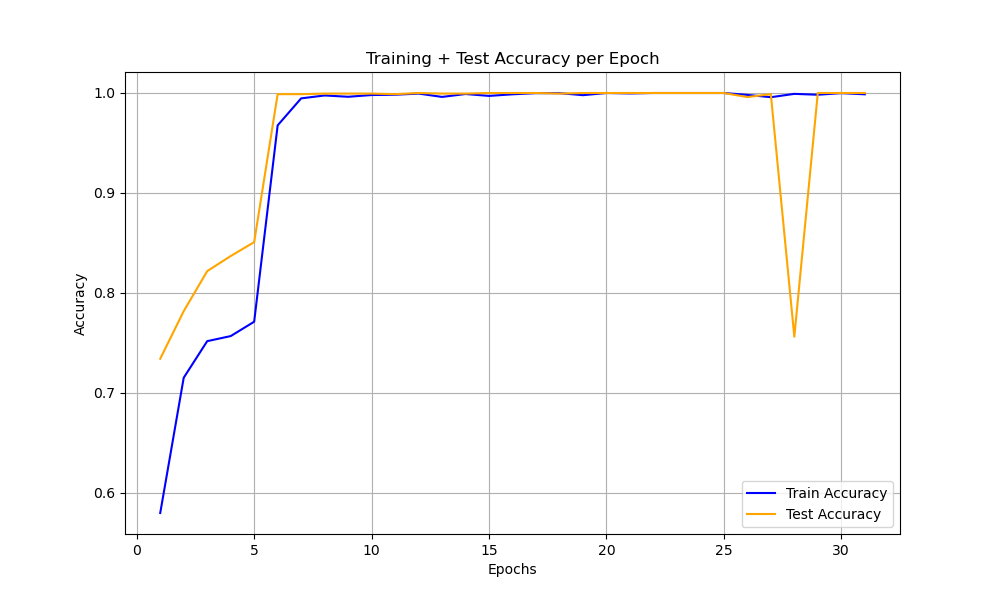 Training + Test Accuracy per Epoch
Accuracy
1.0
0.9
0.8
0.7
0.6
Train Accuracy
Test Accuracy
0 5 10 15 20 25 30
Epochs